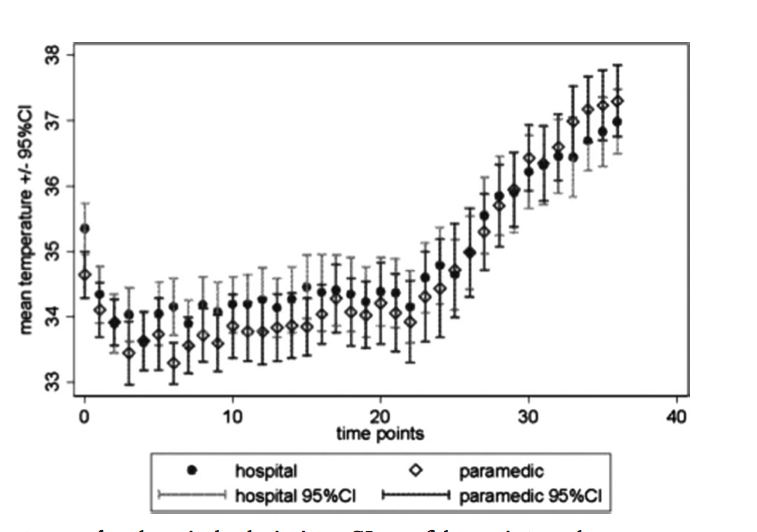 mean temperature +/- 95%CI
38
37
36
35
34
33
0 10 20 30 40
time points
hospital paramedic
hospital 95%CI paramedic 95%CI